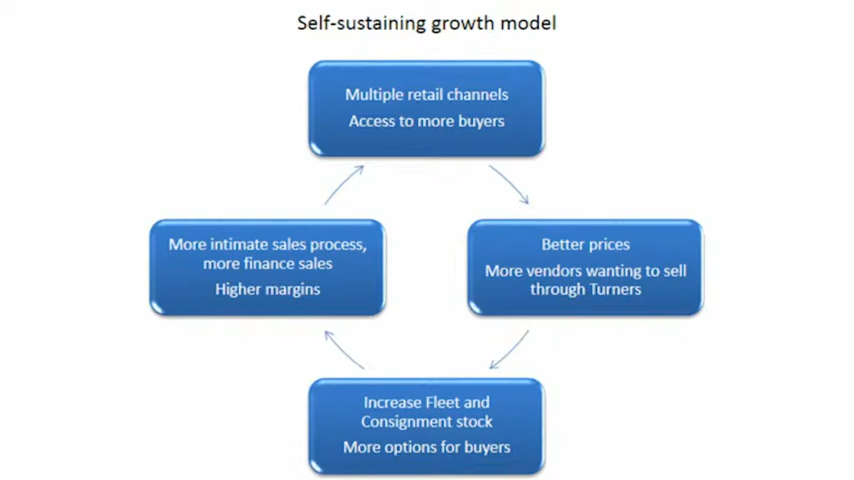 Self-sustaining growth model
Multiple retail channels
Access to more buyers
More intimate sales process,
more finance sales
Higher margins
Better prices
More vendors wanting to sell
through Turners
Increase Fleet and
Consignment stock
More options for buyers